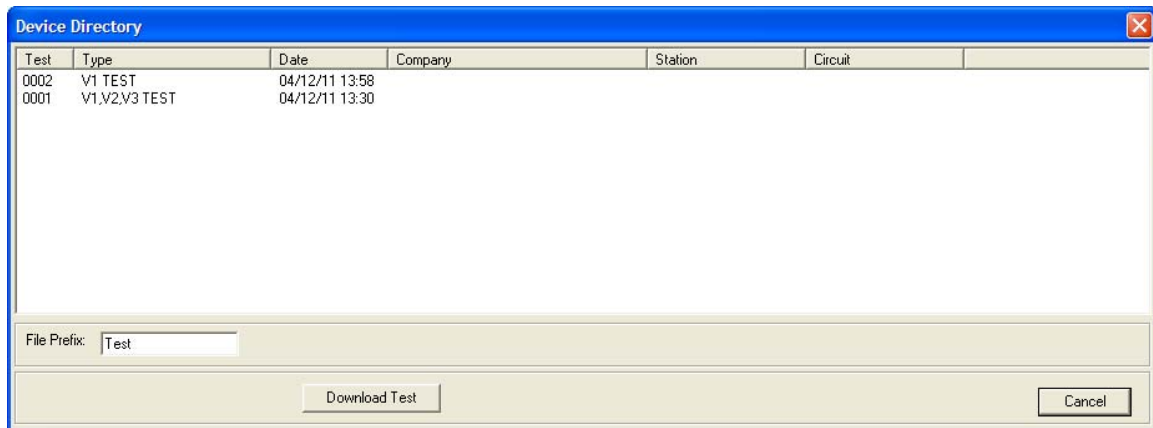 Device Directory
Test Type Date Company Station Circuit
0002 V1 TEST 04/12/11 13:58
0001 V1,V2,V3 TEST 04/12/11 13:30
File Prefix: Test
Download Test Cancel